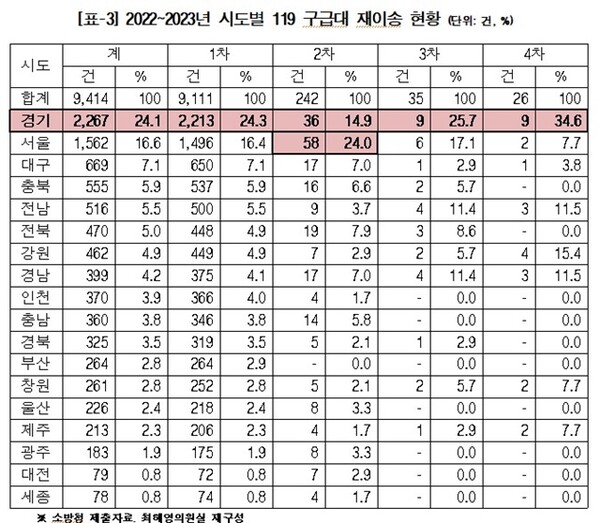 [표-3] 2022~2023년 시도별 119 구급대 재이송 현황 (단위: 건, %)
시도 계 1차 2차 3차 4차
건 % 건 % 건 % 건 % 건 %
합계 9,414 100 9,111 100 242 100 35 100 26 100
경기 2,267 24.1 2,213 24.3 36 14.9 9 25.7 9 34.6
서울 1,562 16.6 1,496 16.4 58 24.0 6 17.1 2 7.7
대구 669 7.1 650 7.1 17 7.0 1 2.9 1 3.8
충북 555 5.9 537 5.9 16 6.6 2 5.7 - 0.0
전남 516 5.5 500 5.5 9 3.7 4 11.4 3 11.5
전북 470 5.0 448 4.9 19 7.9 3 8.6 - 0.0
강원 462 4.9 449 4.9 7 2.9 2 5.7 4 15.4
경남 399 4.2 375 4.1 17 7.0 4 11.4 3 11.5
인천 370 3.9 366 4.0 4 1.7 - 0.0 - 0.0
충남 360 3.8 346 3.8 14 5.8 - 0.0 - 0.0
경북 325 3.5 319 3.5 5 2.1 1 2.9 - 0.0
부산 264 2.8 264 2.9 - 0.0 - 0.0 - 0.0
창원 261 2.8 252 2.8 5 2.1 2 5.7 2 7.7
울산 226 2.4 218 2.4 8 3.3 - 0.0 - 0.0
제주 213 2.3 206 2.3 4 1.7 1 2.9 2 7.7
광주 183 1.9 175 1.9 8 3.3 - 0.0 - 0.0
대전 79 0.8 72 0.8 7 2.9 - 0.0 - 0.0
세종 78 0.8 74 0.8 4 1.7 - 0.0 - 0.0
※ 소방청 제출자료, 최혜영의원실 재구성